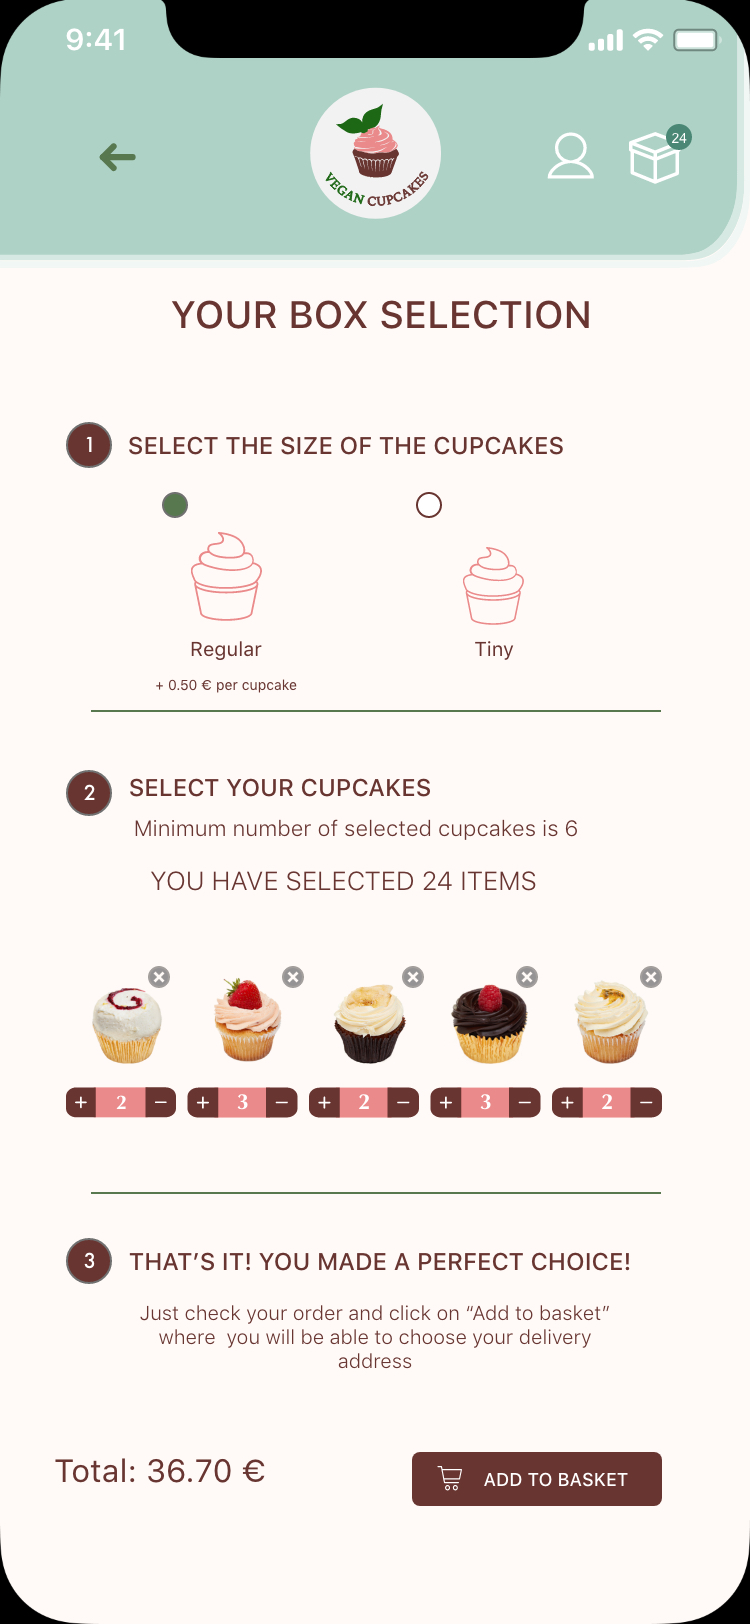 9:41
24
VEGAN CUPCAKES
YOUR BOX SELECTION
1 SELECT THE SIZE OF THE CUPCAKES
Regular Tiny
+ 0.50 € per cupcake
2 SELECT YOUR CUPCAKES
Minimum number of selected cupcakes is 6
YOU HAVE SELECTED 24 ITEMS
+ 2 − + 3 − + 2 − + 3 − + 2 −
3 THAT’S IT! YOU MADE A PERFECT CHOICE!
Just check your order and click on “Add to basket”
where you will be able to choose your delivery
address
Total: 36.70 € ADD TO BASKET